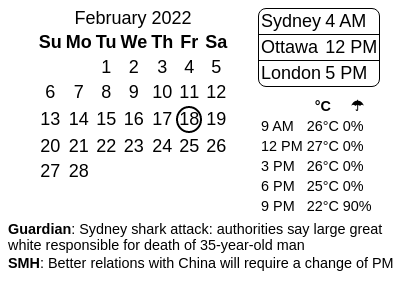 February 2022
Su Mo Tu We Th Fr Sa
1 2 3 4 5
6 7 8 9 10 11 12
13 14 15 16 17 18 19
20 21 22 23 24 25 26
27 28
Sydney 4 AM
Ottawa 12 PM
London 5 PM
°C ☂
9 AM 26°C 0%
12 PM 27°C 0%
3 PM 26°C 0%
6 PM 25°C 0%
9 PM 22°C 90%
Guardian: Sydney shark attack: authorities say large great
white responsible for death of 35-year-old man
SMH: Better relations with China will require a change of PM